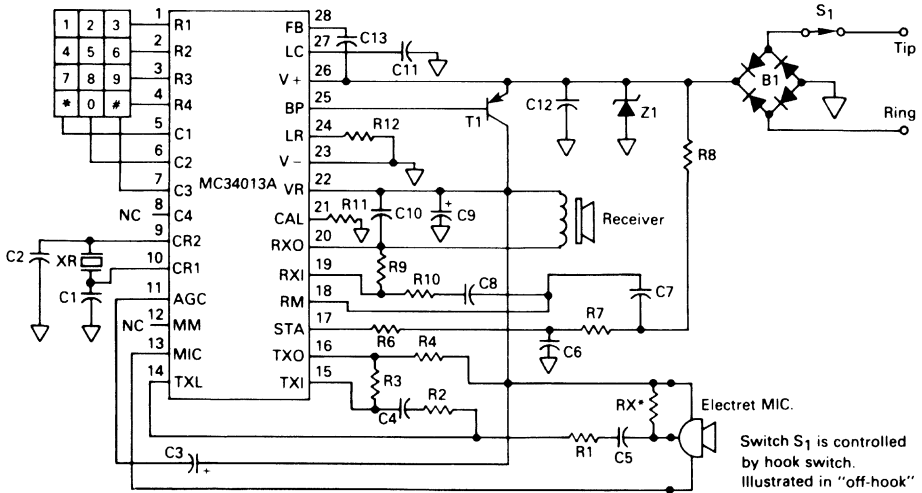 1 2 3
4 5 6
7 8 9
* 0 #
1 R1
2 R2
3 R3
4 R4
5 C1
6 C2
7 C3
NC 8 C4
9 CR2
10 CR1
11 AGC
NC 12 MM
13 MIC
14 TXL
MC34013A
FB 28
LC 27
V+ 26
BP 25
LR 24
V− 23
VR 22
CAL 21
RXO 20
RXI 19
RM 18
STA 17
TXO 16
TXI 15
C2
XR
C1
C3
+
C13
C11
T1
C12
Z1
B1
S1
Tip
Ring
R8
R12
R11
C10
+
C9
Receiver
R9
R10
C8
C7
R6
C6
R7
R4
R3
C4
R2
RX*
R1
C5
Electret MIC.
Switch S1 is controlled
by hook switch.
Illustrated in "off-hook"